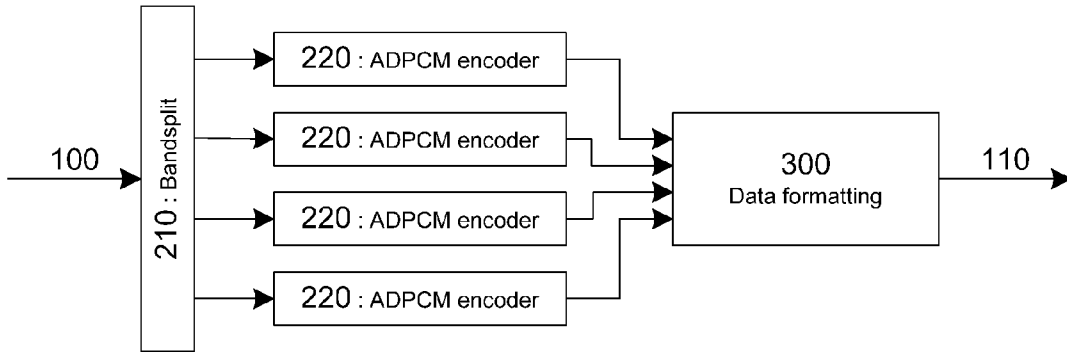 100
210 : Bandsplit
220 : ADPCM encoder
220 : ADPCM encoder
220 : ADPCM encoder
220 : ADPCM encoder
300
Data formatting
110